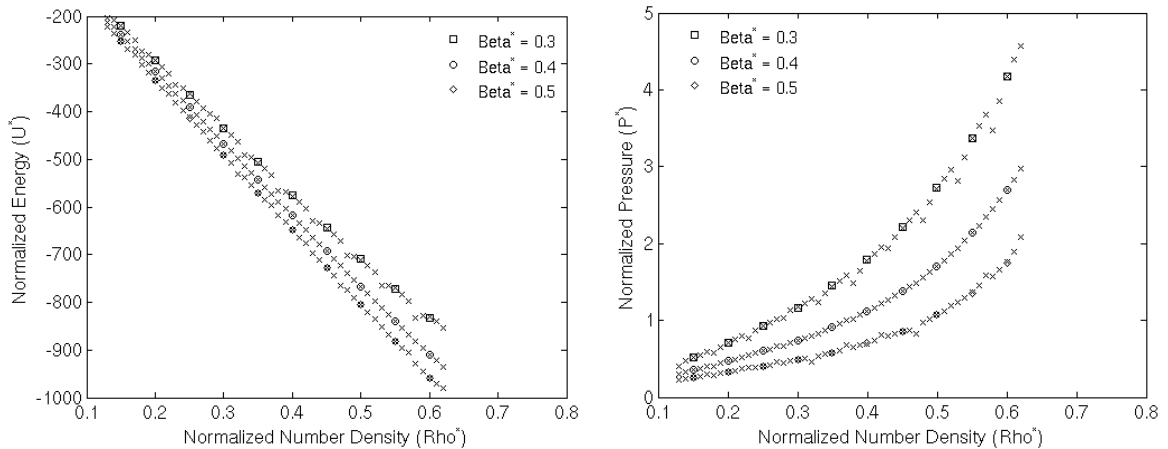 -200
-300
-400
-500
-600
-700
-800
-900
-1000
0.1 0.2 0.3 0.4 0.5 0.6 0.7 0.8
Normalized Energy (U*)
Normalized Number Density (Rho*)
Beta* = 0.3
Beta* = 0.4
Beta* = 0.5
5
4
3
2
1
0
0.1 0.2 0.3 0.4 0.5 0.6 0.7 0.8
Normalized Pressure (P*)
Normalized Number Density (Rho*)
Beta* = 0.3
Beta* = 0.4
Beta* = 0.5